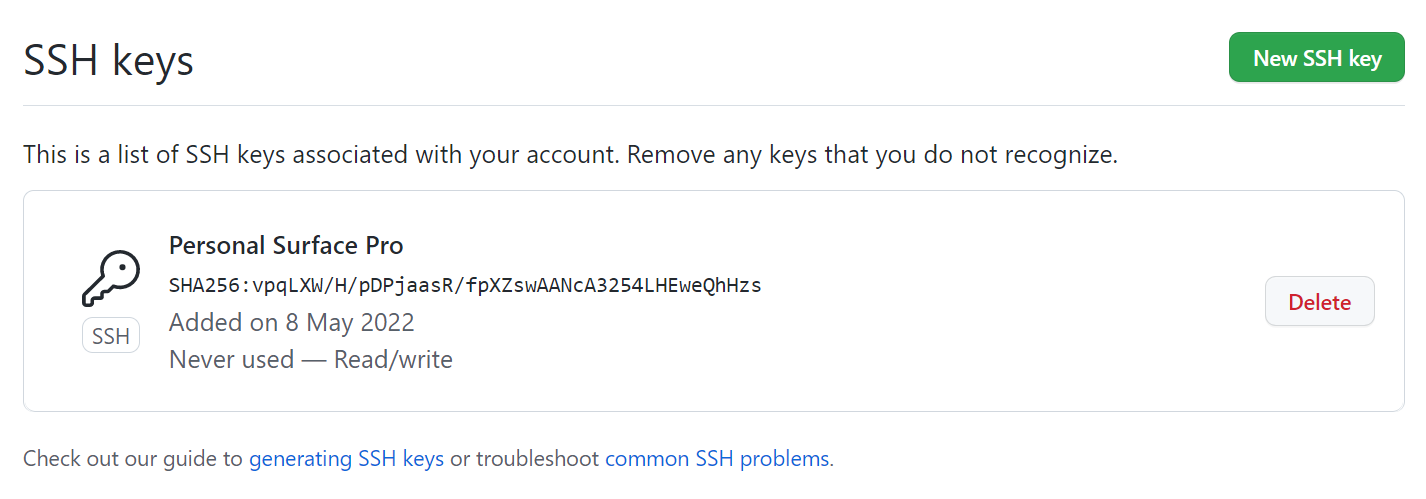 SSH keys
New SSH key
This is a list of SSH keys associated with your account. Remove any keys that you do not recognize.
Personal Surface Pro
SHA256:vpqLXW/H/pDPjaasR/fpXZswAANcA3254LHEweQhHzs
Added on 8 May 2022
SSH
Never used — Read/write
Delete
Check out our guide to generating SSH keys or troubleshoot common SSH problems.